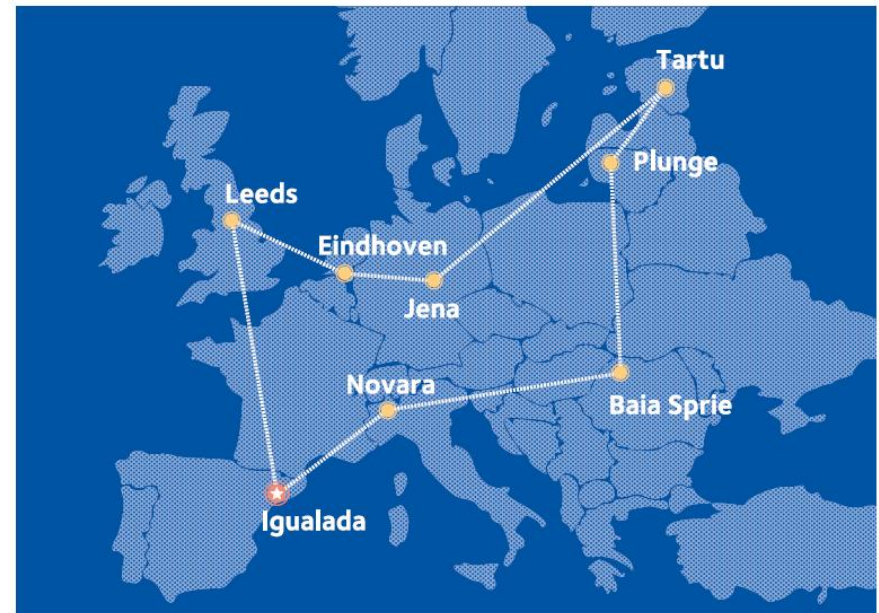 Tartu
Plunge
Leeds
Eindhoven
Jena
Novara
Baia Sprie
Igualada